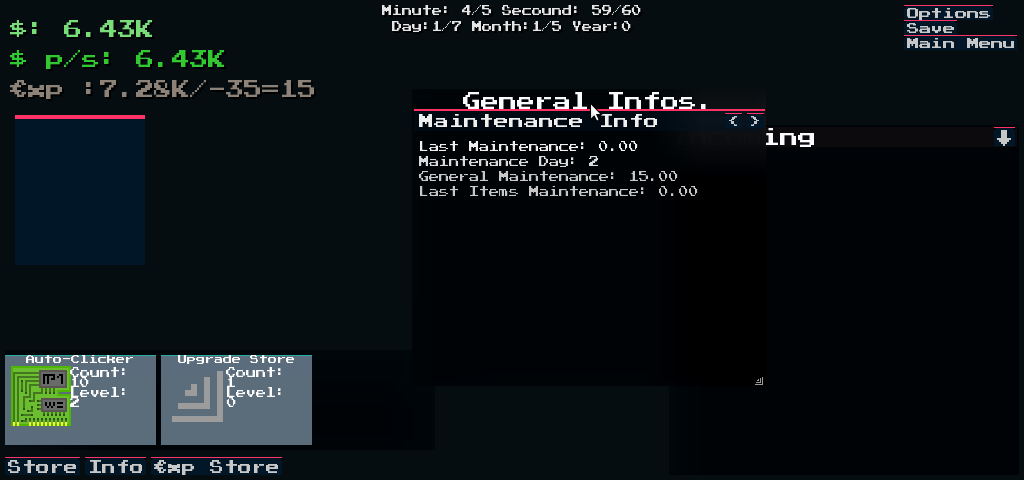 Minute: 4/5 Secound: 59/60
Day:1/7 Month:1/5 Year:0
$: 6.43K
$ p/s: 6.43K
€xp :7.28K/-35=15
Options
Save
Main Menu
General Infos.
Maintenance Info < >
Last Maintenance: 0.00
Maintenance Day: 2
General Maintenance: 15.00
Last Items Maintenance: 0.00
ing
Auto-Clicker
Count:
10
Level:
2
Upgrade Store
Count:
1
Level:
0
Store Info €xp Store